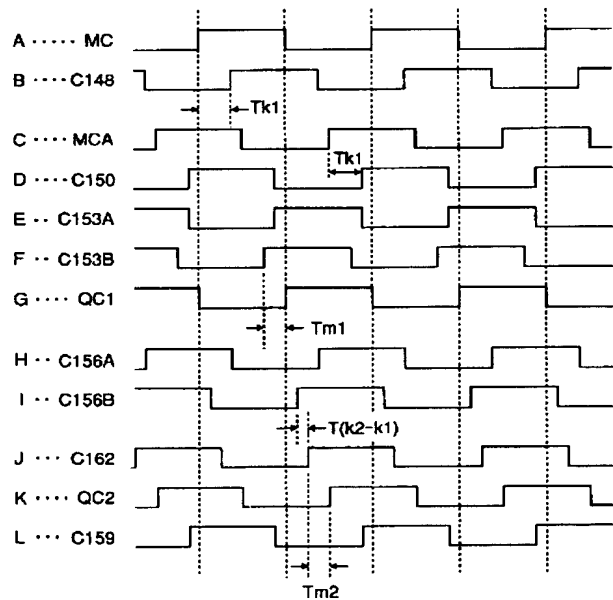 A ····· MC
B ···· C148
Tk1
C ···· MCA
Tk1
D ···· C150
E ·· C153A
F ·· C153B
G ···· QC1
Tm1
H ·· C156A
I ·· C156B
T(k2-k1)
J ··· C162
K ···· QC2
L ··· C159
Tm2